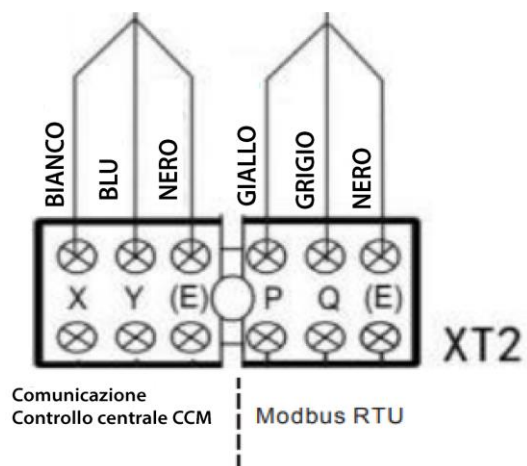 BIANCO
BLU
NERO
GIALLO
GRIGIO
NERO
X Y (E) P Q (E)
XT2
Comunicazione
Controllo centrale CCM
Modbus RTU